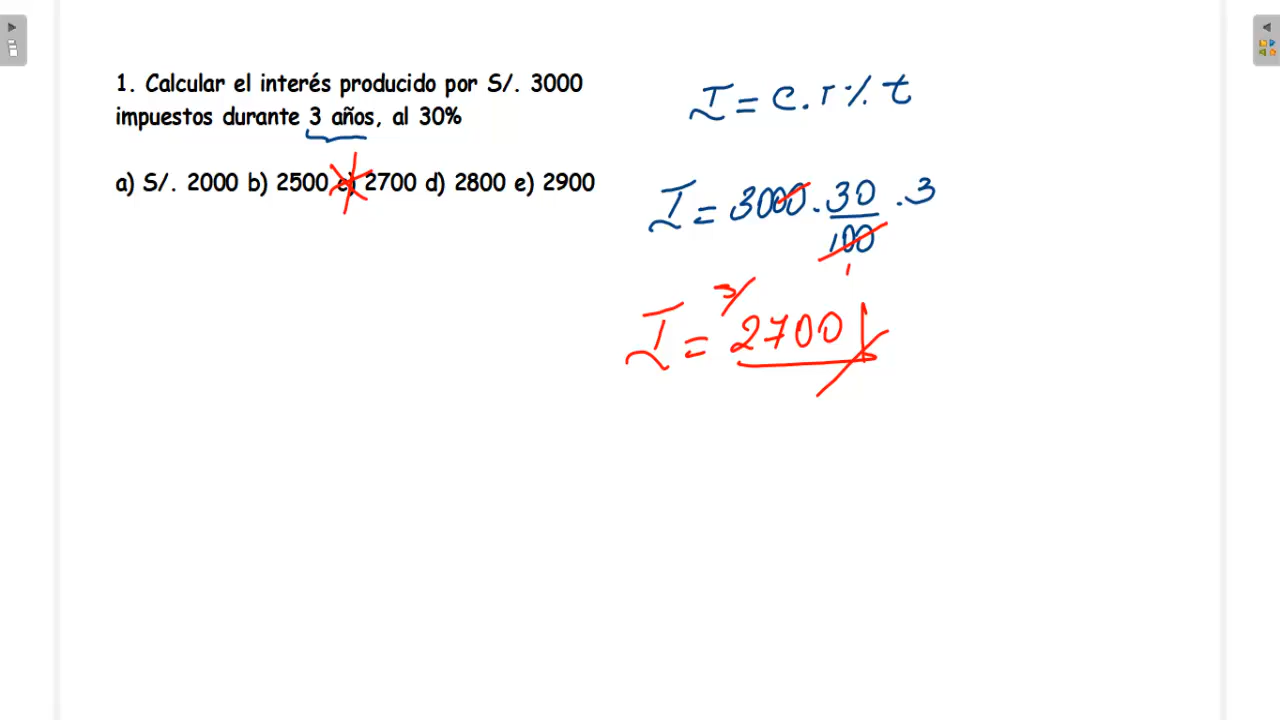 1. Calcular el interés producido por S/. 3000
impuestos durante 3 años, al 30%
a) S/. 2000 b) 2500 c) 2700 d) 2800 e) 2900
I = C.r% t
I = 3000 . 30/100 . 3
1
I = S/ 2700